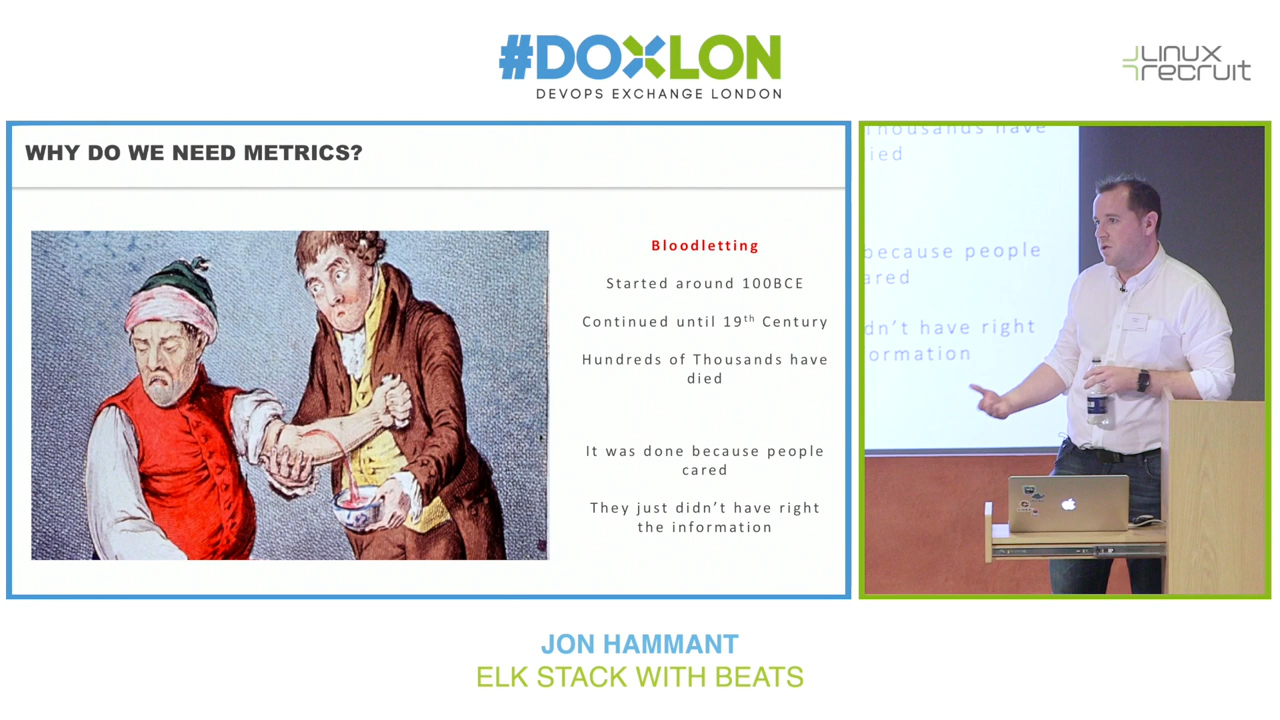 #DOXLON
DEVOPS EXCHANGE LONDON
LINUX
recruit
WHY DO WE NEED METRICS?
Bloodletting
Started around 100BCE
Continued until 19th Century
Hundreds of Thousands have
died
It was done because people
cared
They just didn't have right
the information
Thousands have
ied
because people
ared
dn't have right
ormation
JON HAMMANT
ELK STACK WITH BEATS